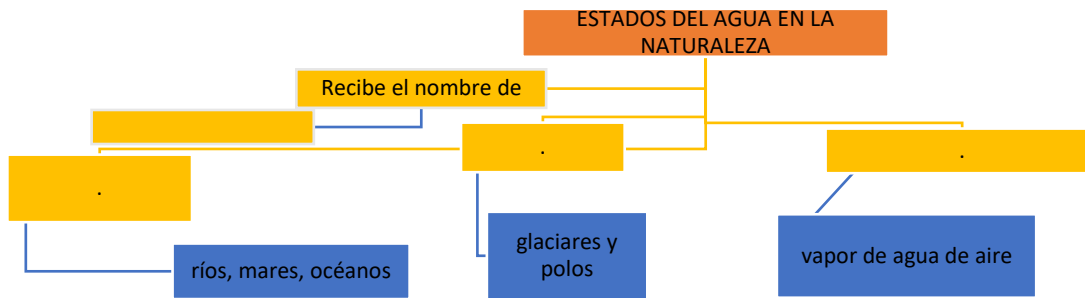 ESTADOS DEL AGUA EN LA
NATURALEZA
Recibe el nombre de
.
.
.
ríos, mares, océanos
glaciares y
polos
vapor de agua de aire